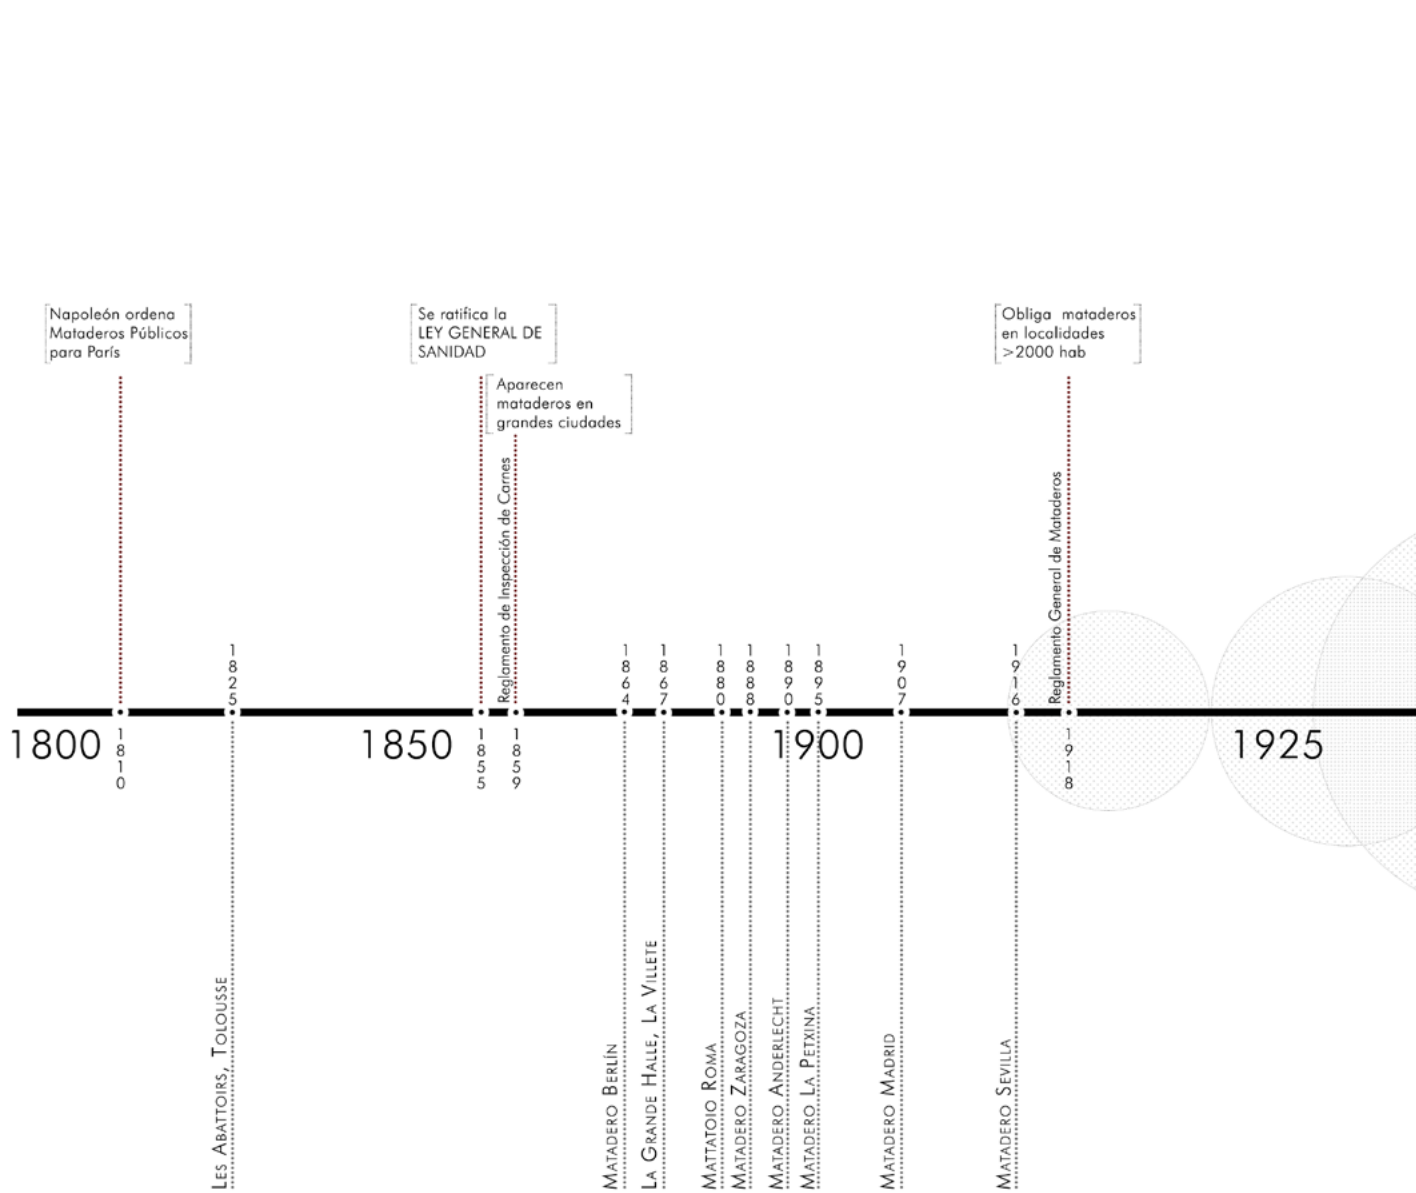 Napoleón ordena
Mataderos Públicos
para París
Se ratifica la
LEY GENERAL DE
SANIDAD
Aparecen
mataderos en
grandes ciudades
Obliga mataderos
en localidades
>2000 hab
Reglamento de Inspección de Carnes
Reglamento General de Mataderos
1825
1864
1867
1880
1888
1890
1895
1907
1916
1800
1810
1850
1855
1859
1900
1918
1925
LES ABATTOIRS, TOLOUSSE
MATADERO BERLÍN
LA GRANDE HALLE, LA VILLETE
MATTATOIO ROMA
MATADERO ZARAGOZA
MATADERO ANDERLECHT
MATADERO LA PETXINA
MATADERO MADRID
MATADERO SEVILLA